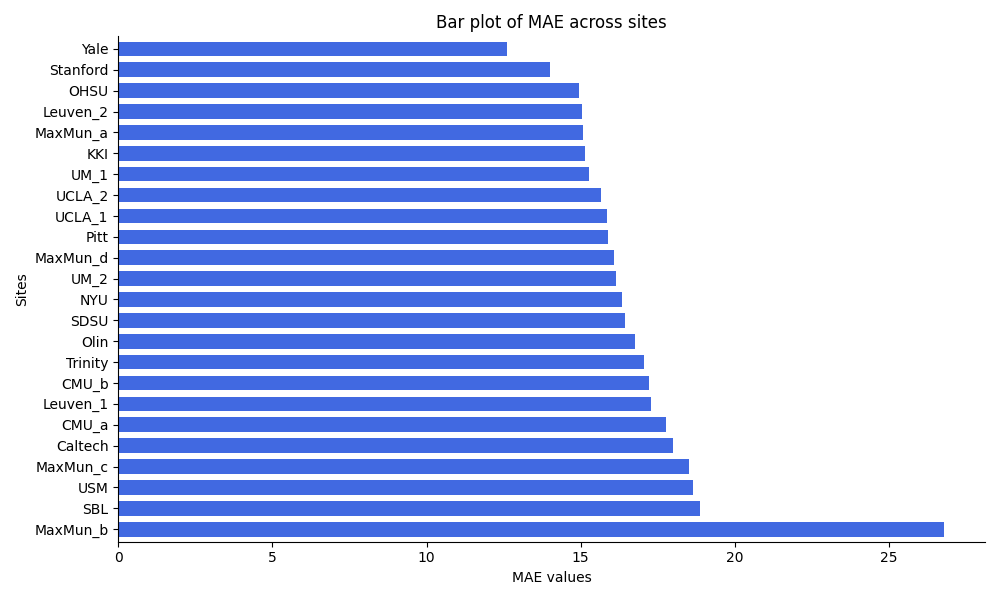 Bar plot of MAE across sites
Sites
Yale
Stanford
OHSU
Leuven_2
MaxMun_a
KKI
UM_1
UCLA_2
UCLA_1
Pitt
MaxMun_d
UM_2
NYU
SDSU
Olin
Trinity
CMU_b
Leuven_1
CMU_a
Caltech
MaxMun_c
USM
SBL
MaxMun_b
0 5 10 15 20 25
MAE values